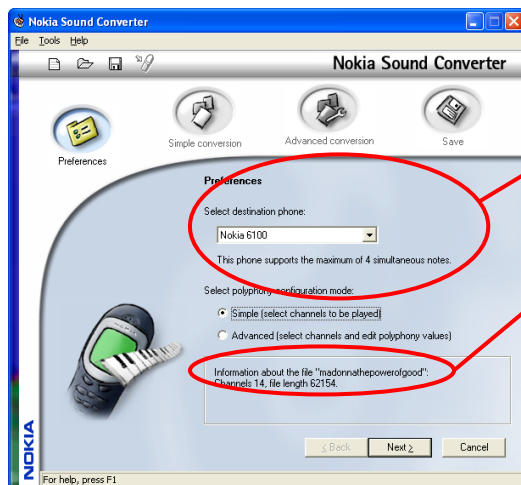 Nokia Sound Converter
File Tools Help
Nokia Sound Converter
Preferences
Simple conversion
Advanced conversion
Save
Preferences
Select destination phone:
Nokia 6100
This phone supports the maximum of 4 simultaneous notes.
Select polyphony configuration mode:
Simple (select channels to be played)
Advanced (select channels and edit polyphony values)
Information about the file "madonnathepowerofgood":
Channels 14, file length 62154.
< Back Next > Cancel
NOKIA
For help, press F1